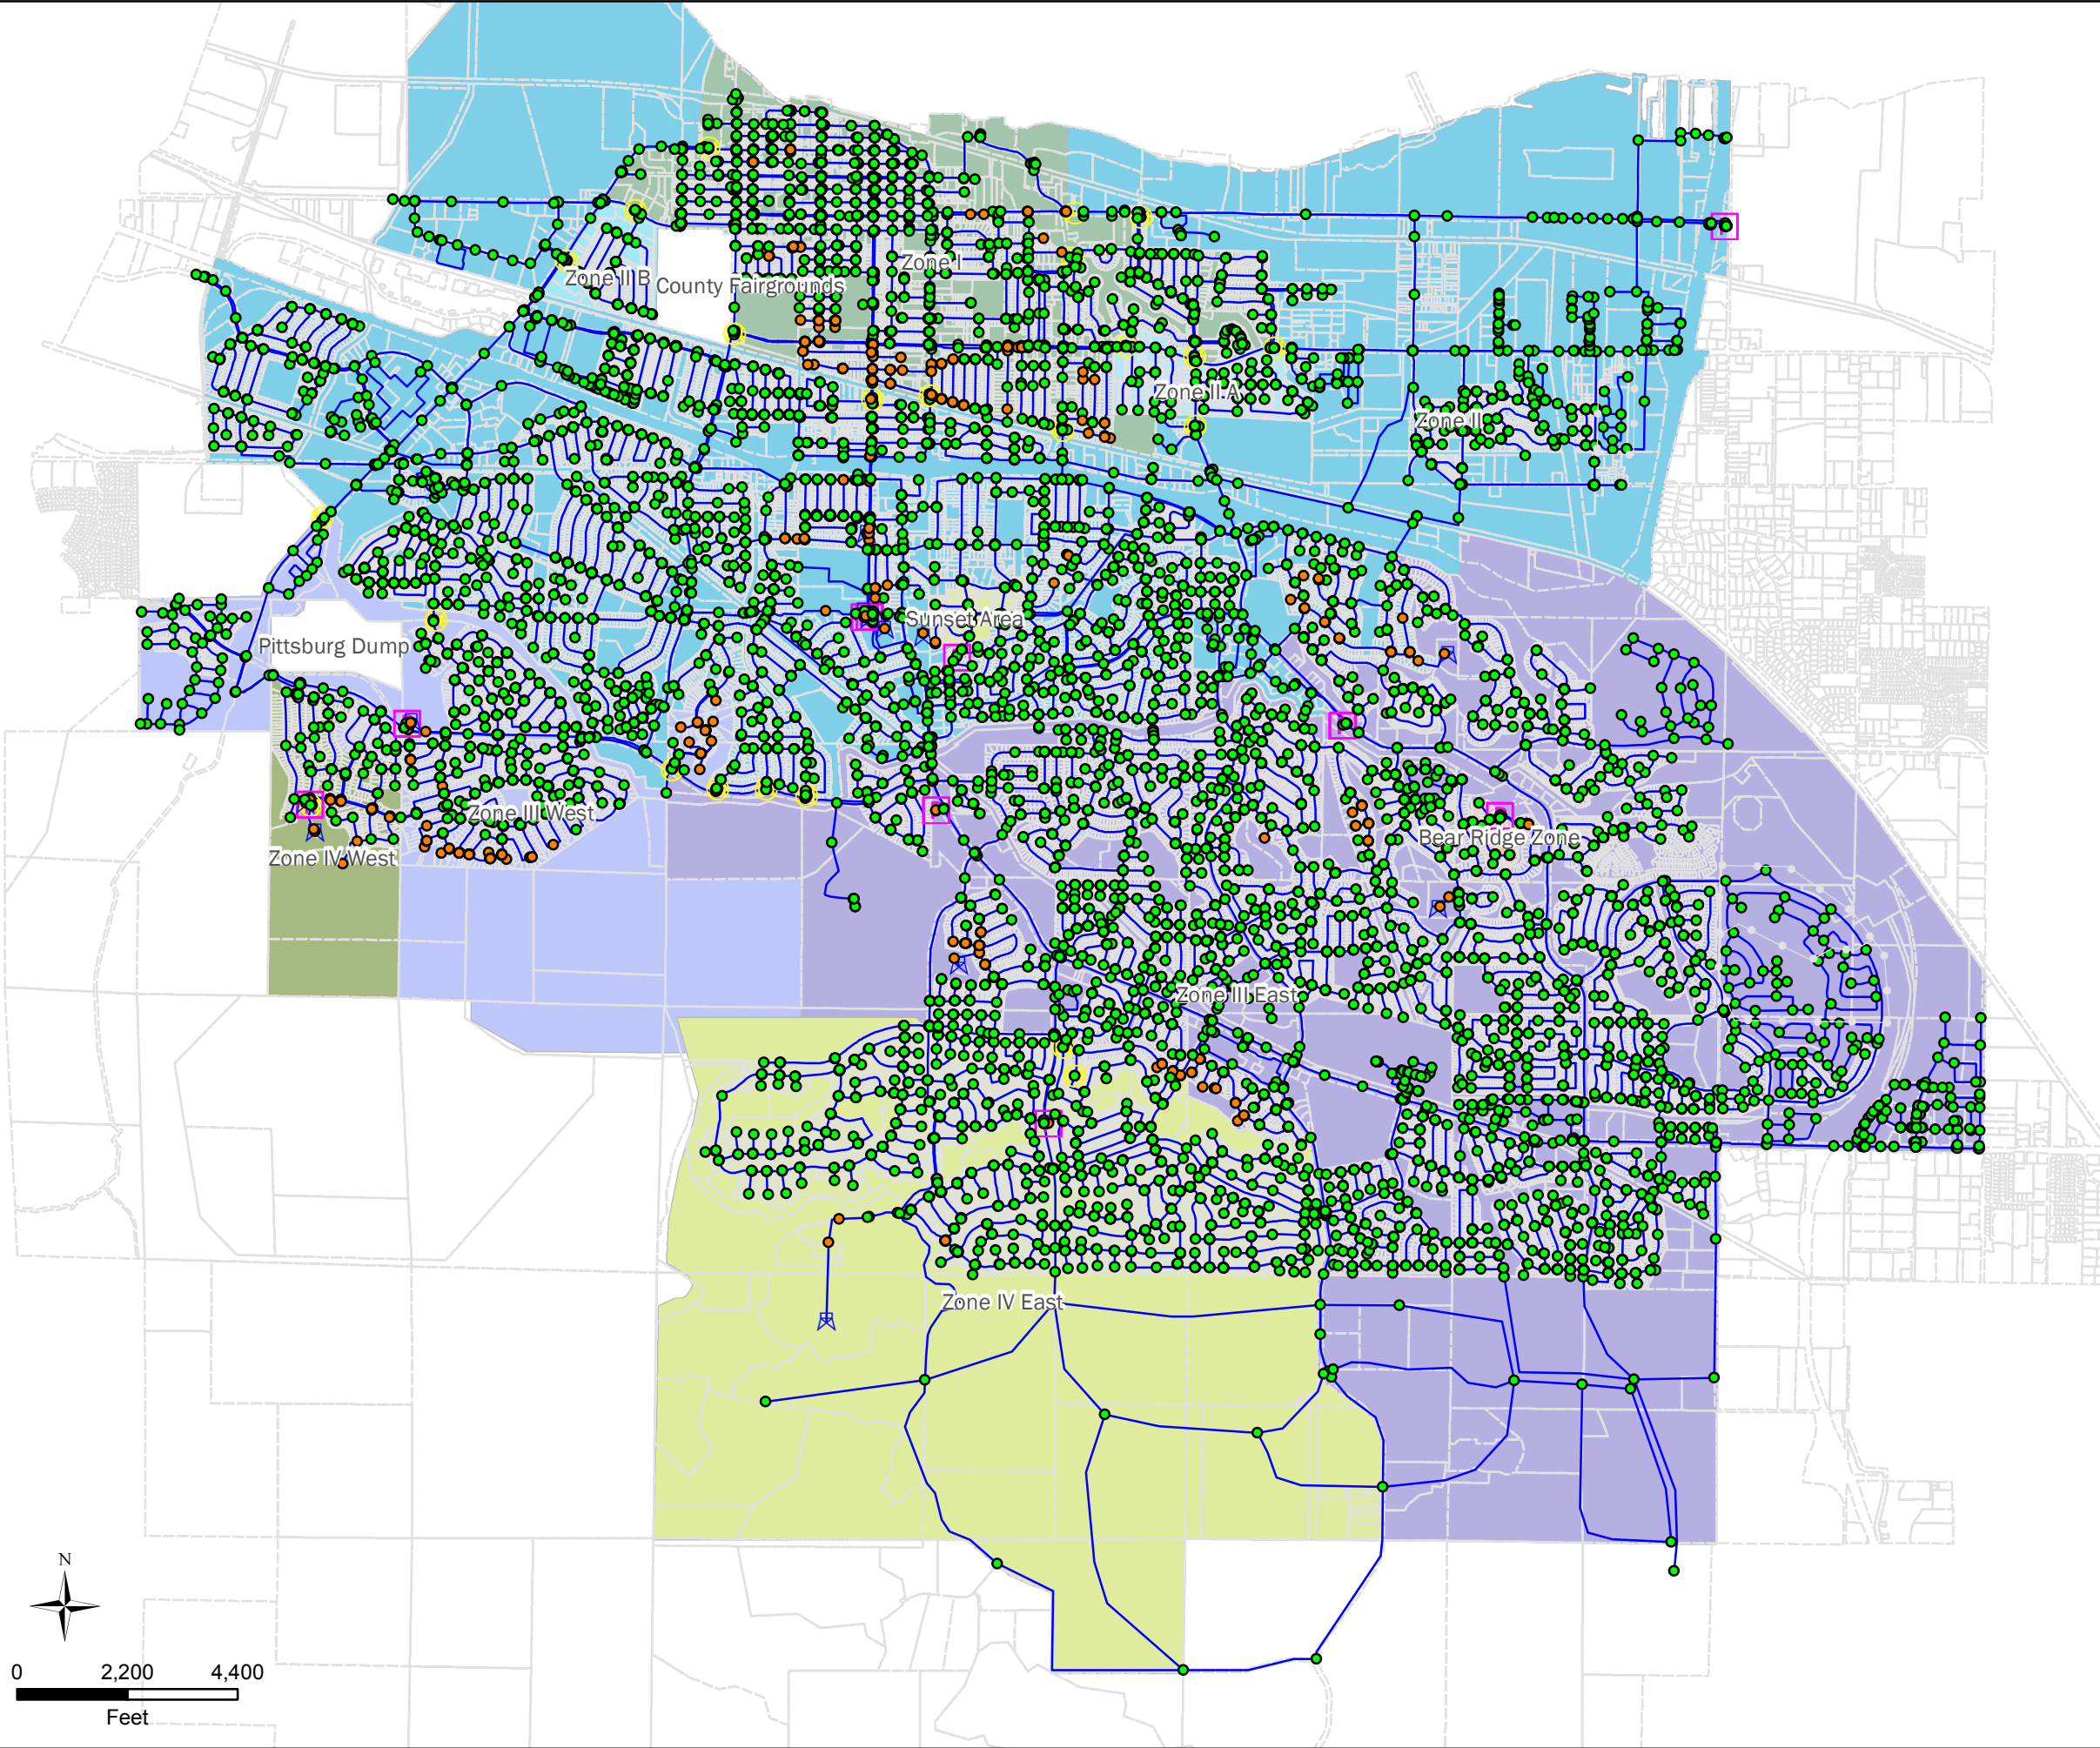 Zone I
Zone II B
County Fairgrounds
Zone II A
Zone II
Sunset Area
Pittsburg Dump
Zone III West
Bear Ridge Zone
Zone IV West
Zone III East
Zone IV East
N
0 2,200 4,400
Feet